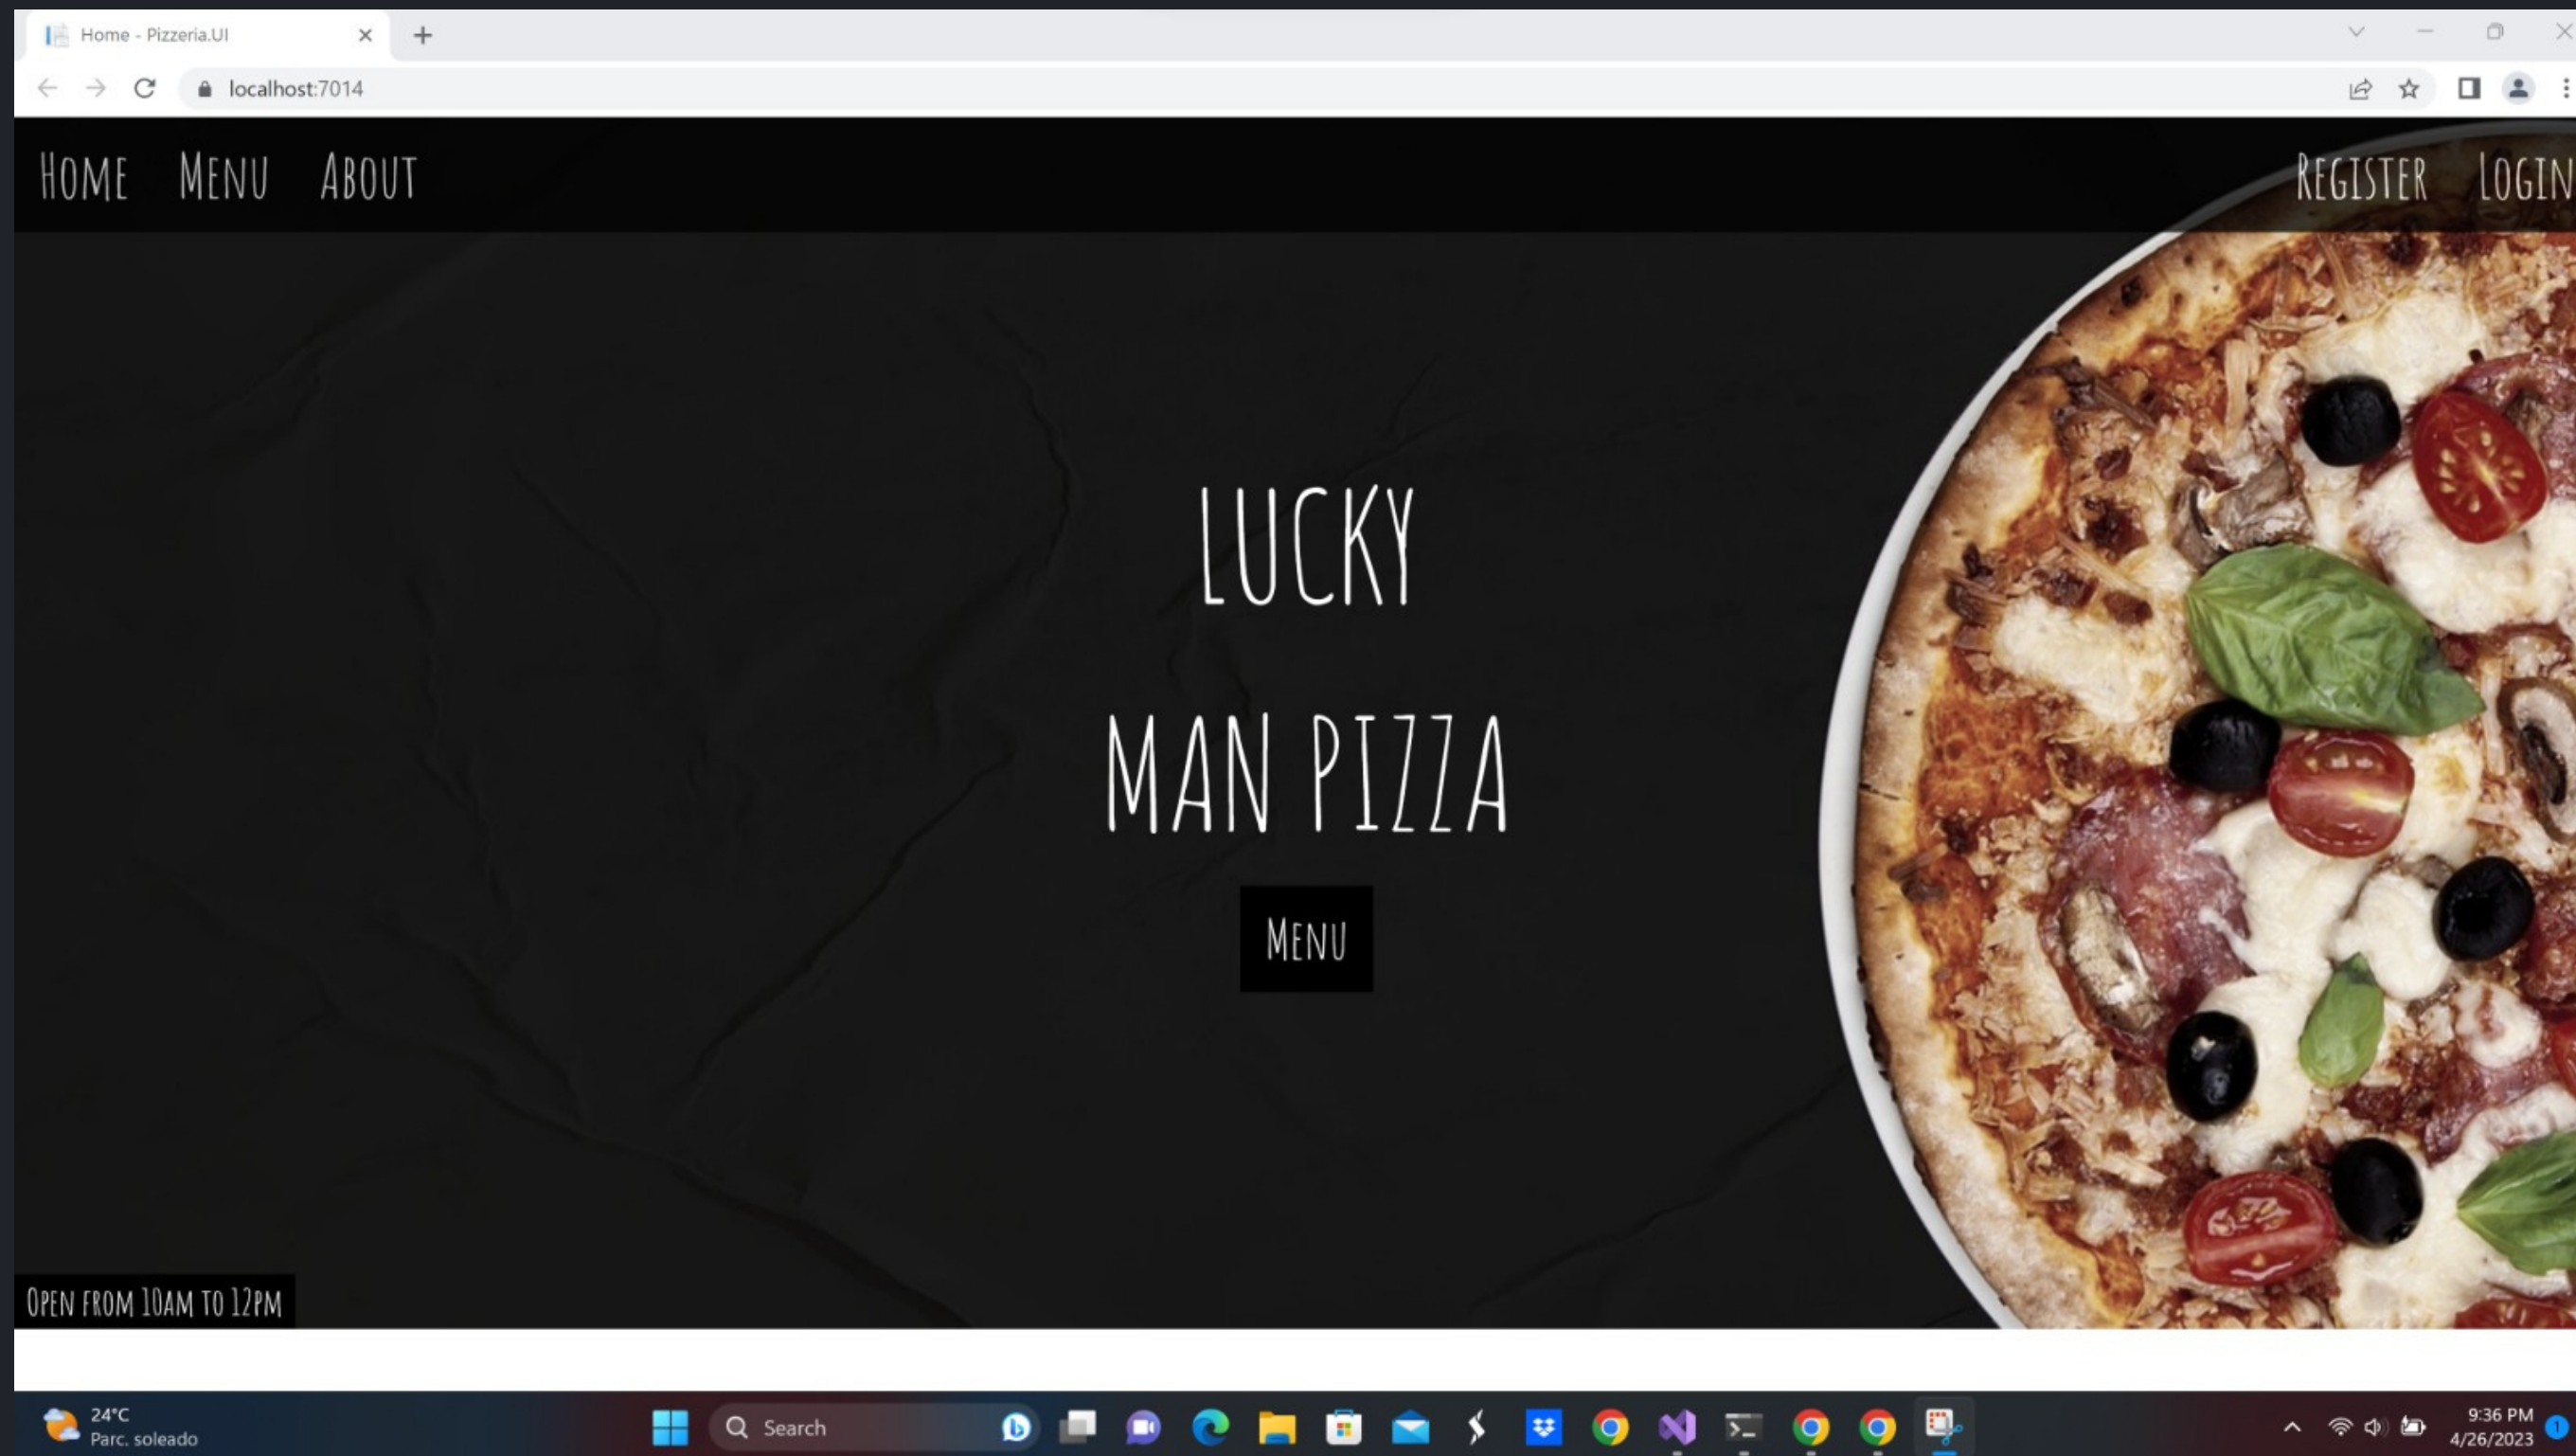 Home - Pizzeria.UI
localhost:7014
Home Menu About
Register Login
LUCKY
MAN PIZZA
Menu
Open from 10am to 12pm
24°C
Parc. soleado
Search
9:36 PM
4/26/2023
1